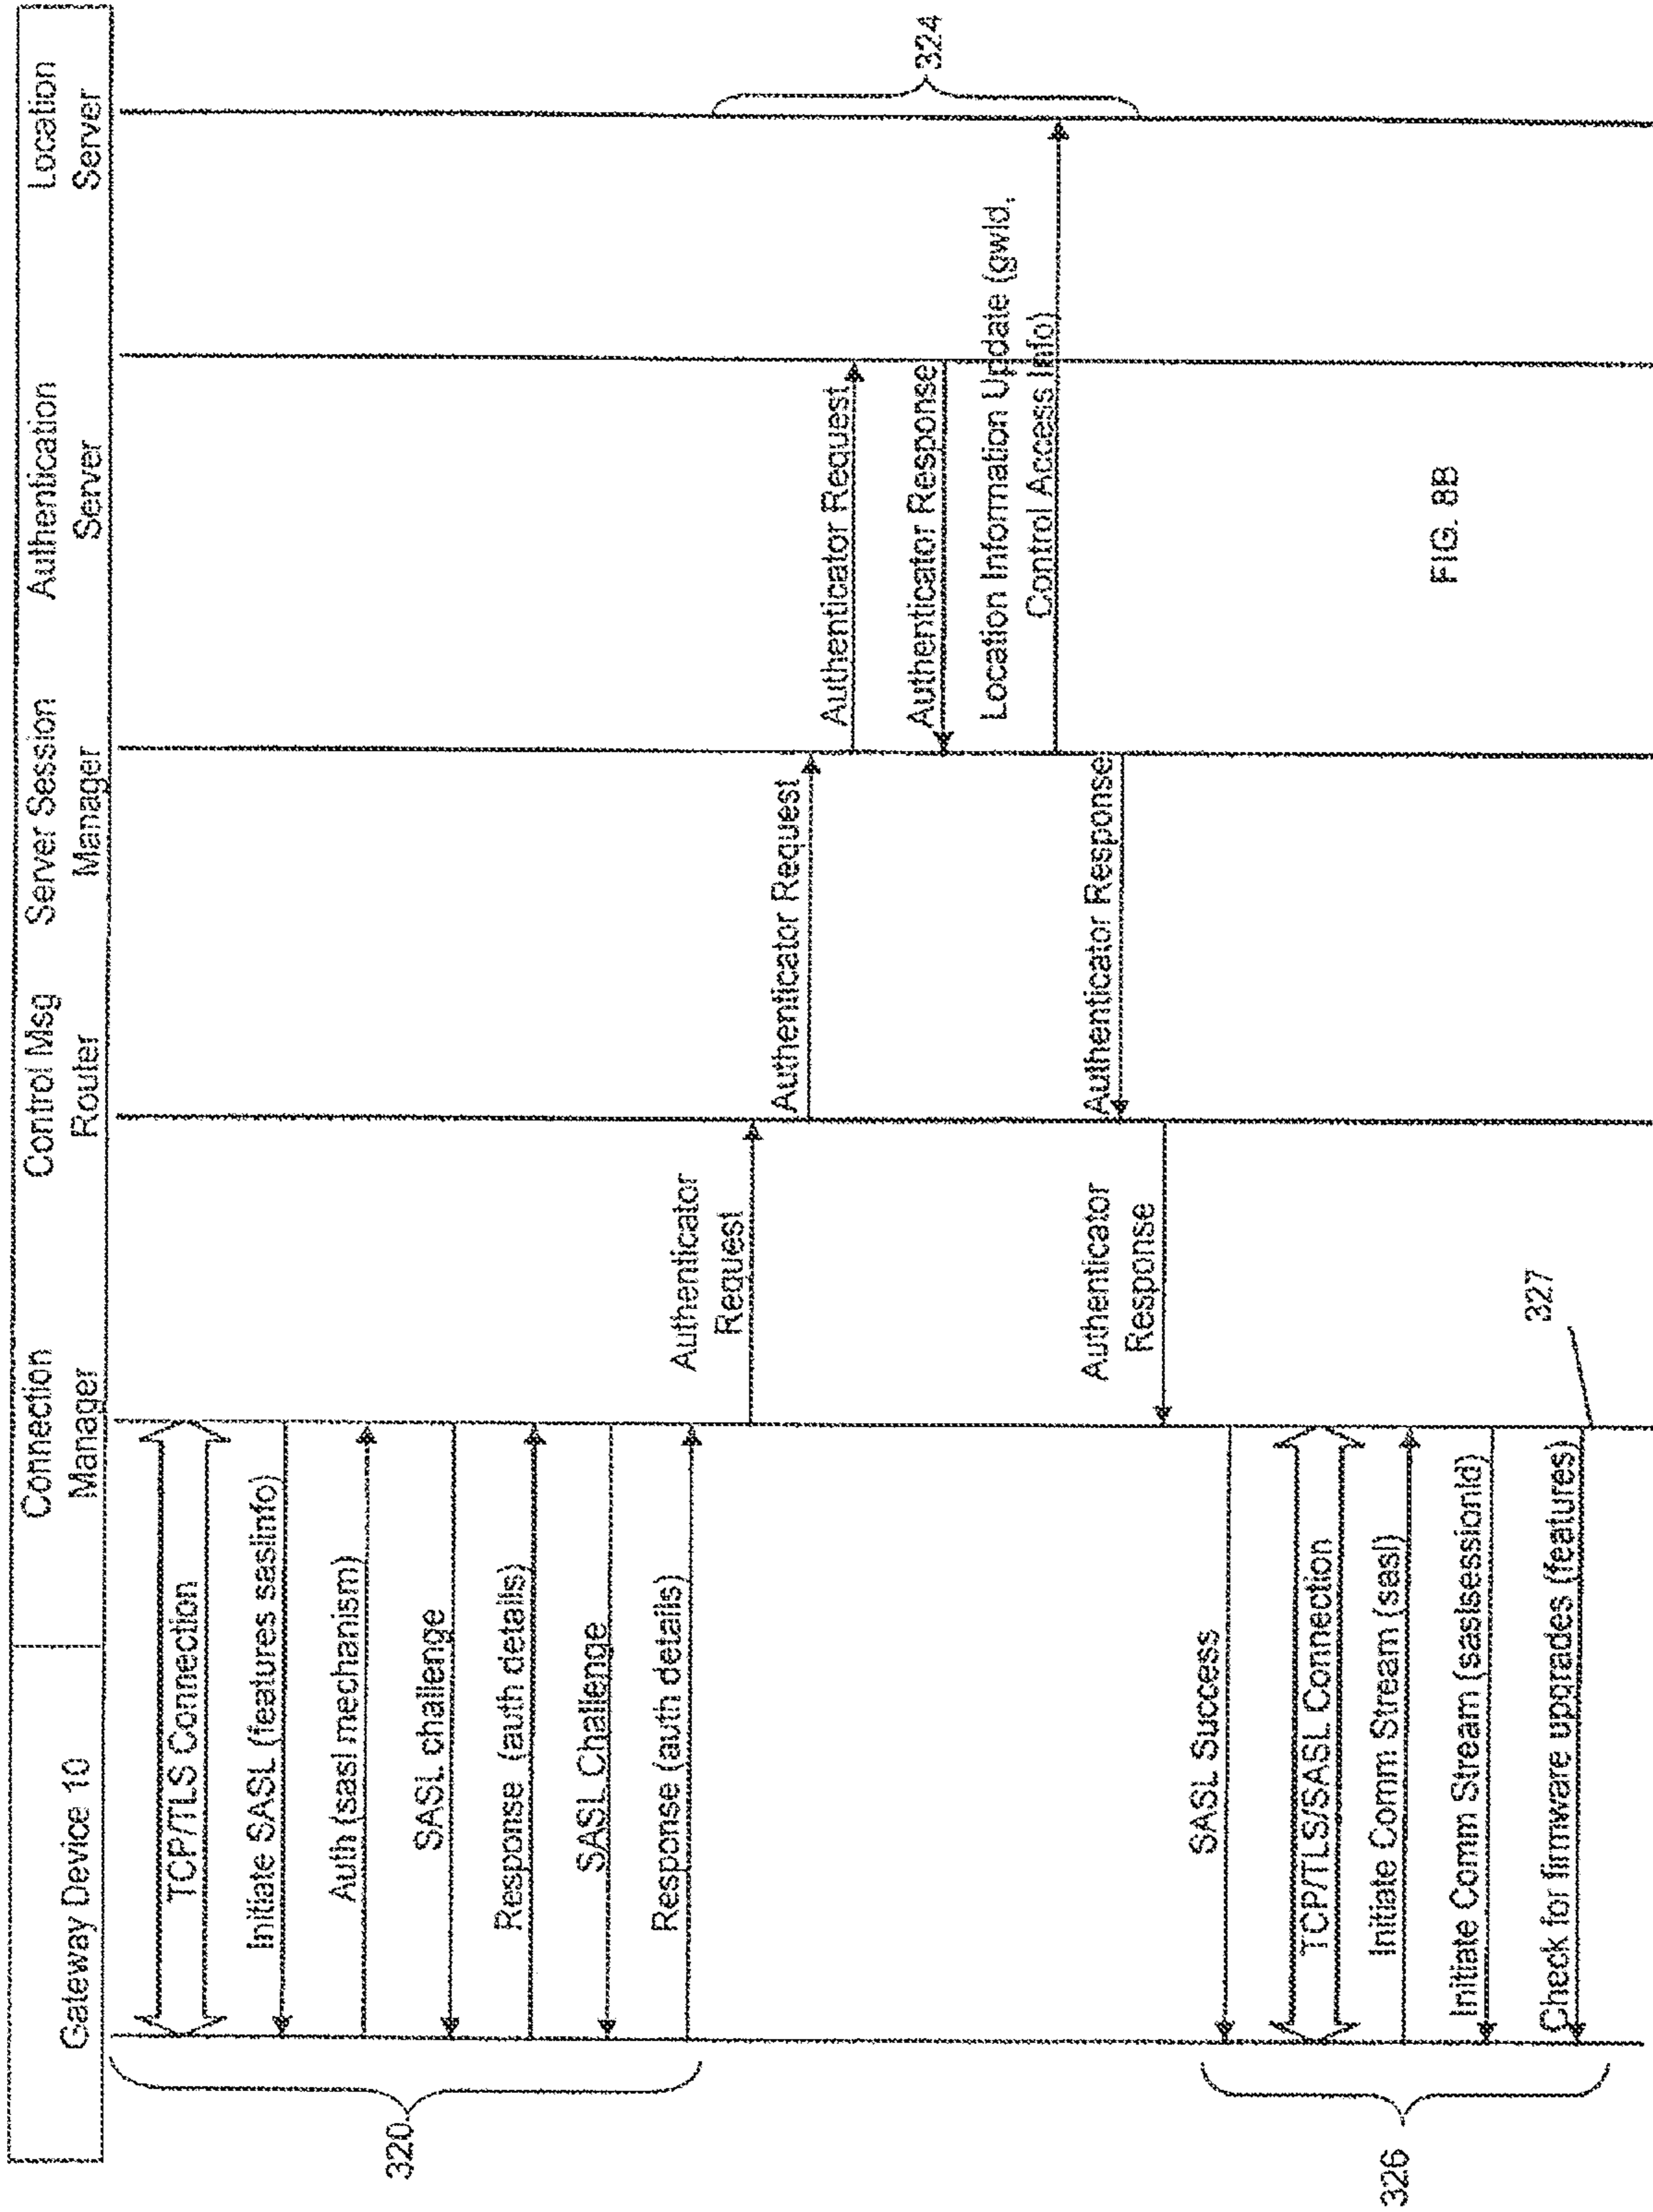 Gateway Device 10
Connection
Manager
Control Msg
Router
Server Session
Manager
Authentication
Server
Location
Server
TCP/TLS Connection
Initiate SASL (features saslinfo)
Auth (sasl mechanism)
SASL challenge
Response (auth details)
SASL Challenge
Response (auth details)
320
Authenticator
Request
Authenticator Request
Authenticator Request
Authenticator Response
Location Information Update (gwId,
Control Access Info)
324
Authenticator Response
Authenticator
Response
SASL Success
TCP/TLS/SASL Connection
Initiate Comm Stream (sasl)
Initiate Comm Stream (saslsessionId)
Check for firmware upgrades (features)
326
327
FIG. 8B